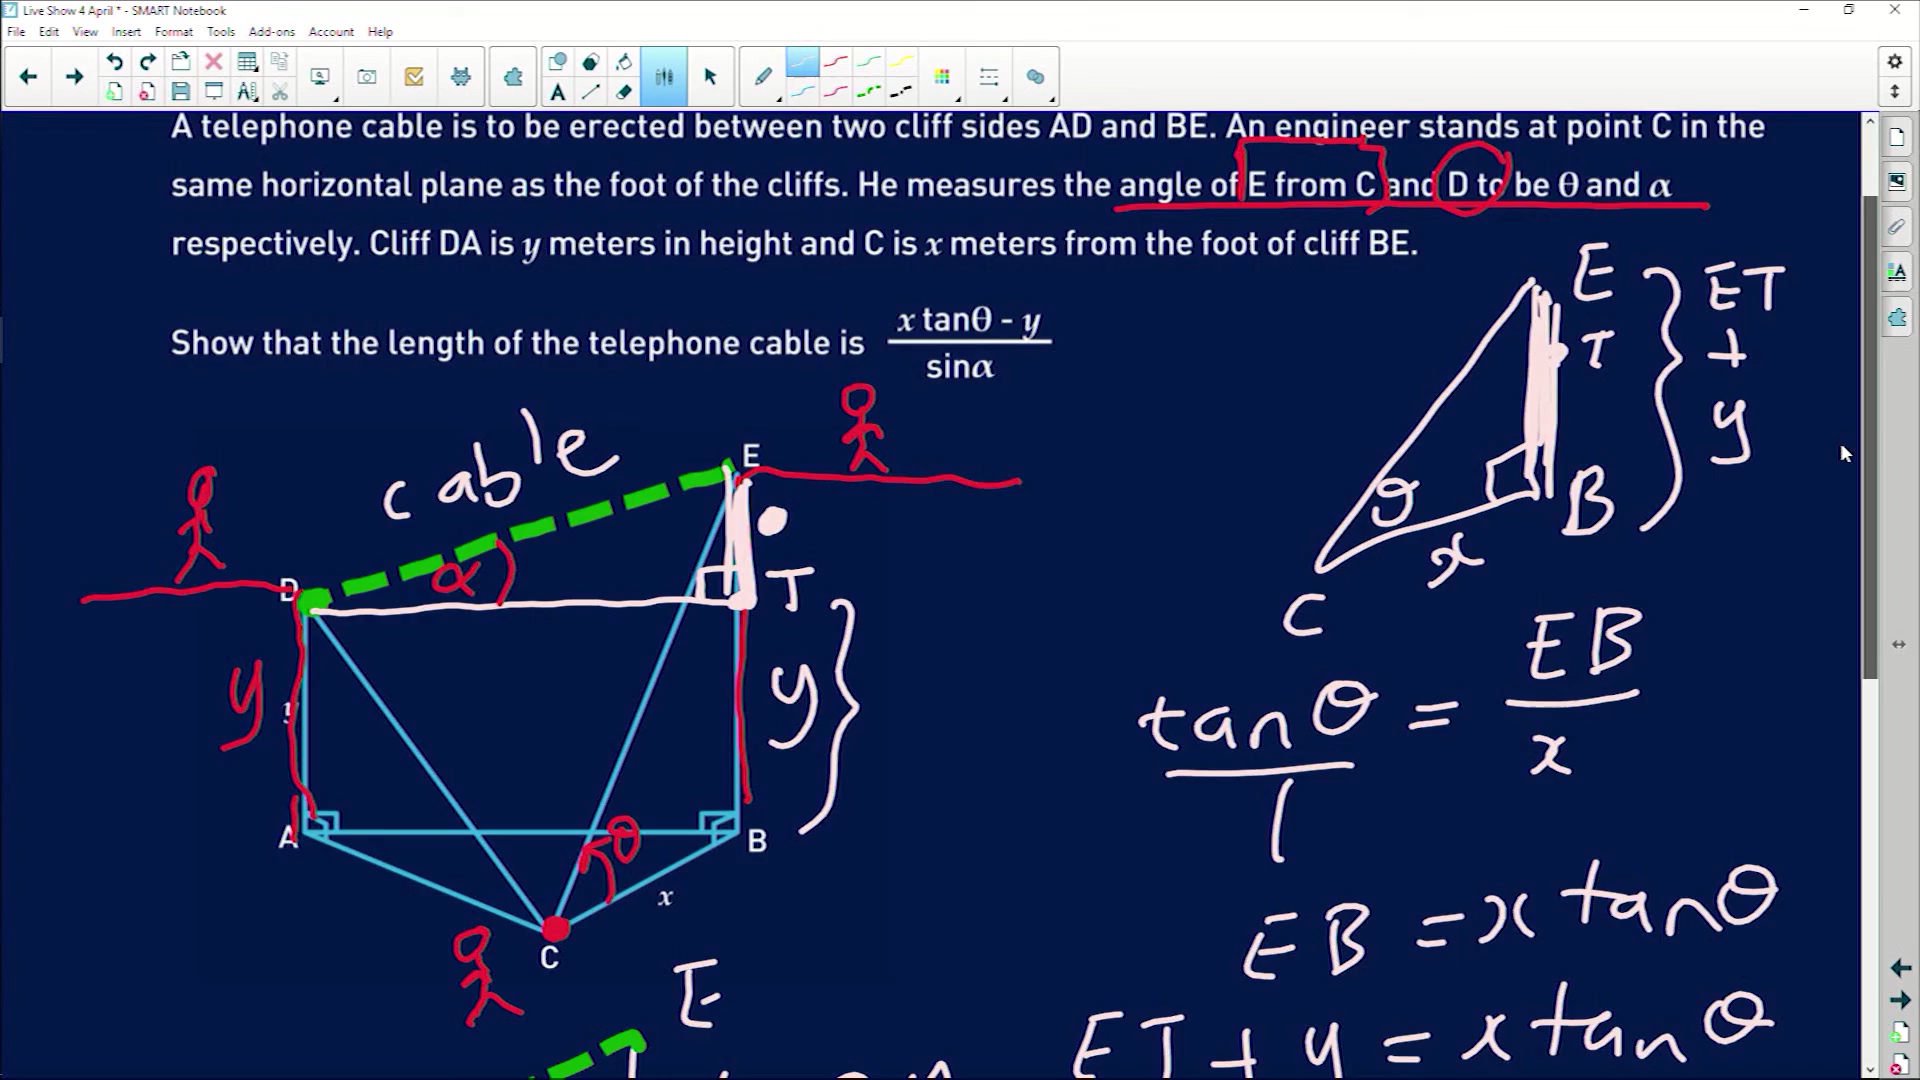 Live Show 4 April * - SMART Notebook
File Edit View Insert Format Tools Add-ons Account Help
A telephone cable is to be erected between two cliff sides AD and BE. An engineer stands at point C in the
same horizontal plane as the foot of the cliffs. He measures the angle of E from C and D to be θ and α
respectively. Cliff DA is y meters in height and C is x meters from the foot of cliff BE.
Show that the length of the telephone cable is x tanθ - y / sinα
cable
E
D
α
T
y
y
y
A
B
θ
x
C
E
E
T
B
θ
x
C
ET
+
y
tan θ / 1 = EB / x
EB = x tan θ
ET + y = x tan θ